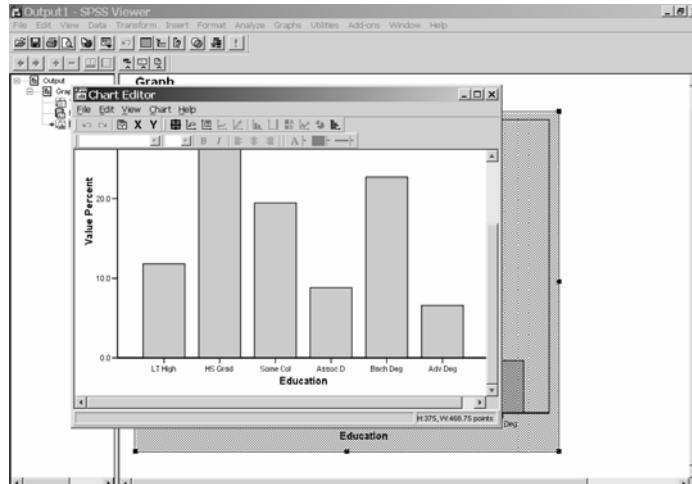 Output1 - SPSS Viewer
File Edit View Data Transform Insert Format Analyze Graphs Utilities Add-ons Window Help
Output
Graph
Chart Editor
File Edit View Chart Help
X Y
B I
A
Value Percent
20.0
10.0
0.0
LT High HS Grad Some Col Assoc D Bach Deg Adv Deg
Education
H:375, W:468.75 points
Deg
Education